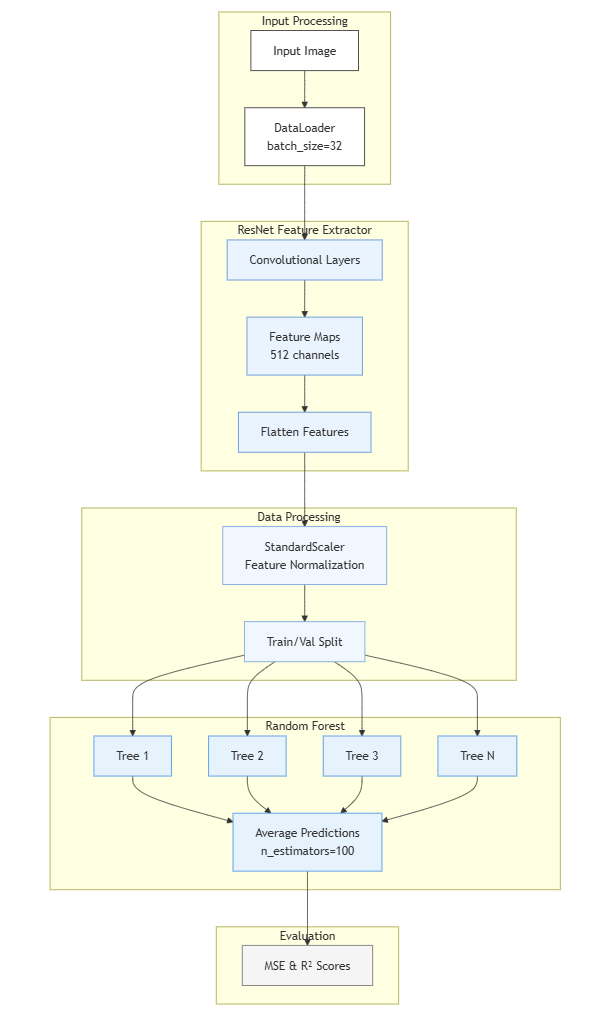 Input Processing
Input Image
DataLoader
batch_size=32
ResNet Feature Extractor
Convolutional Layers
Feature Maps
512 channels
Flatten Features
Data Processing
StandardScaler
Feature Normalization
Train/Val Split
Random Forest
Tree 1
Tree 2
Tree 3
Tree N
Average Predictions
n_estimators=100
Evaluation
MSE & R² Scores